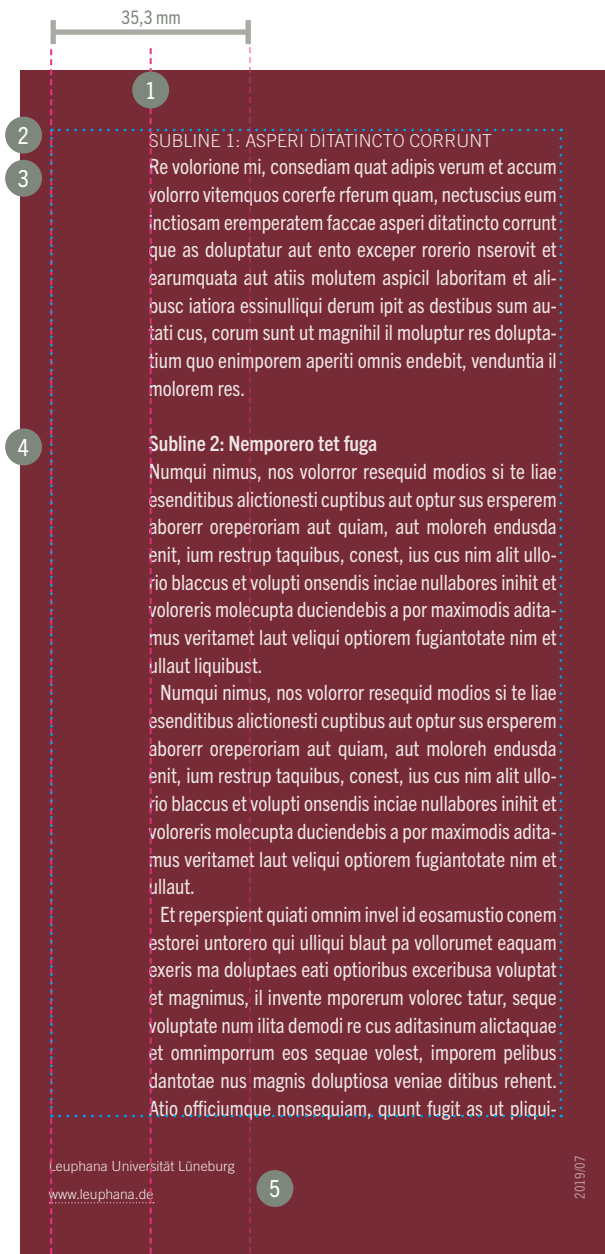 35,3 mm
1
2
SUBLINE 1: ASPERI DITATINCTO CORRUNT
3
Re volorione mi, consediam quat adipis verum et accum
volorro vitemquos corerfe rferum quam, nectuscius eum
inctiosam eremperatem faccae asperi ditatincto corrunt
que as doluptatur aut ento exceper rorerio nserovit et
earumquata aut atiis molutem aspicil laboritam et ali-
busc iatiora essinulliqui derum ipit as destibus sum au-
tati cus, corum sunt ut magnihil il moluptur res dolupta-
tium quo enimporem aperiti omnis endebit, venduntia il
molorem res.
4
Subline 2: Nemporero tet fuga
Numqui nimus, nos volorror resequid modios si te liae
esenditibus alictionesti cuptibus aut optur sus ersperem
aborerr oreperoriam aut quiam, aut moloreh endusda
enit, ium restrup taquibus, conest, ius cus nim alit ullo-
rio blaccus et volupti onsendis inciae nullabores inihit et
voloreris molecupta duciendebis a por maximodis adita-
mus veritamet laut veliqui optiorem fugiantotate nim et
ullaut liquibust.
Numqui nimus, nos volorror resequid modios si te liae
esenditibus alictionesti cuptibus aut optur sus ersperem
aborerr oreperoriam aut quiam, aut moloreh endusda
enit, ium restrup taquibus, conest, ius cus nim alit ullo-
rio blaccus et volupti onsendis inciae nullabores inihit et
voloreris molecupta duciendebis a por maximodis adita-
mus veritamet laut veliqui optiorem fugiantotate nim et
ullaut.
Et reperspient quiati omnim invel id eosamustio conem
estorei untorero qui ulliqui blaut pa vollorumet eaquam
exeris ma doluptaes eati optioribus exceribusa voluptat
et magnimus, il invente mporerum volorec tatur, seque
voluptate num ilita demodi re cus aditasinum alictaquae
et omnimporrum eos sequae volest, imporem pelibus
dantotae nus magnis doluptiosa veniae ditibus rehent.
Atio officiumque nonsequiam, quunt fugit as ut pliqui-
Leuphana Universität Lüneburg
www.leuphana.de
5
2019/07